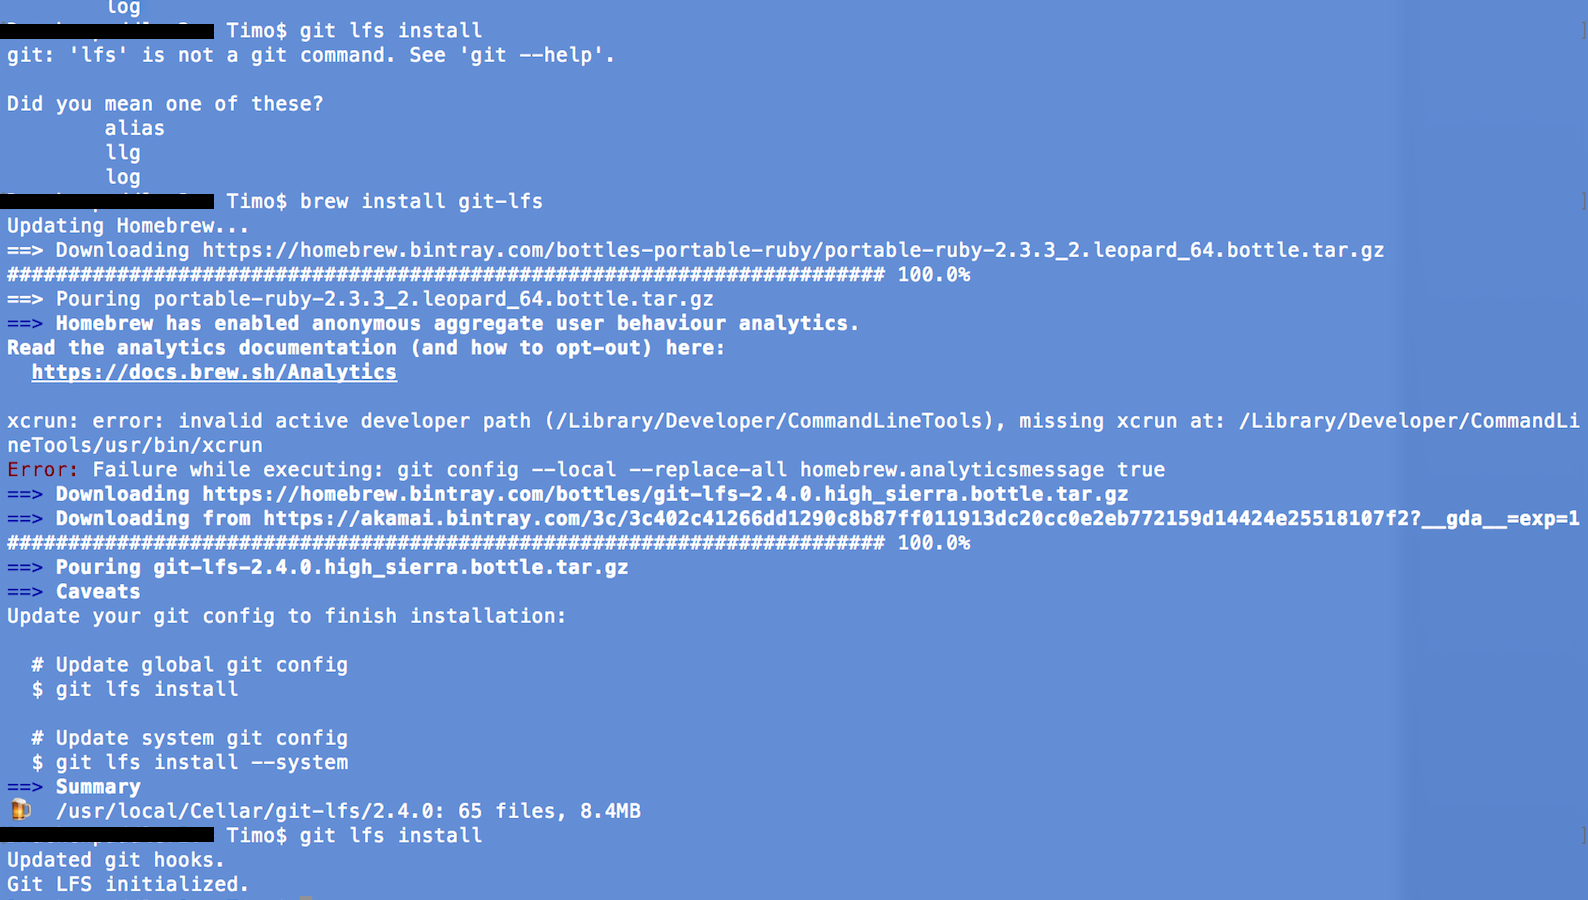 log
Timo$ git lfs install
git: 'lfs' is not a git command. See 'git --help'.
Did you mean one of these?
alias
llg
log
Timo$ brew install git-lfs
Updating Homebrew...
==> Downloading https://homebrew.bintray.com/bottles-portable-ruby/portable-ruby-2.3.3_2.leopard_64.bottle.tar.gz
######################################################################## 100.0%
==> Pouring portable-ruby-2.3.3_2.leopard_64.bottle.tar.gz
==> Homebrew has enabled anonymous aggregate user behaviour analytics.
Read the analytics documentation (and how to opt-out) here:
https://docs.brew.sh/Analytics
xcrun: error: invalid active developer path (/Library/Developer/CommandLineTools), missing xcrun at: /Library/Developer/CommandLi
neTools/usr/bin/xcrun
Error: Failure while executing: git config --local --replace-all homebrew.analyticsmessage true
==> Downloading https://homebrew.bintray.com/bottles/git-lfs-2.4.0.high_sierra.bottle.tar.gz
==> Downloading from https://akamai.bintray.com/3c/3c402c41266dd1290c8b87ff011913dc20cc0e2eb772159d14424e25518107f2?__gda__=exp=1
######################################################################## 100.0%
==> Pouring git-lfs-2.4.0.high_sierra.bottle.tar.gz
==> Caveats
Update your git config to finish installation:
# Update global git config
$ git lfs install
# Update system git config
$ git lfs install --system
==> Summary
🍺 /usr/local/Cellar/git-lfs/2.4.0: 65 files, 8.4MB
Timo$ git lfs install
Updated git hooks.
Git LFS initialized.